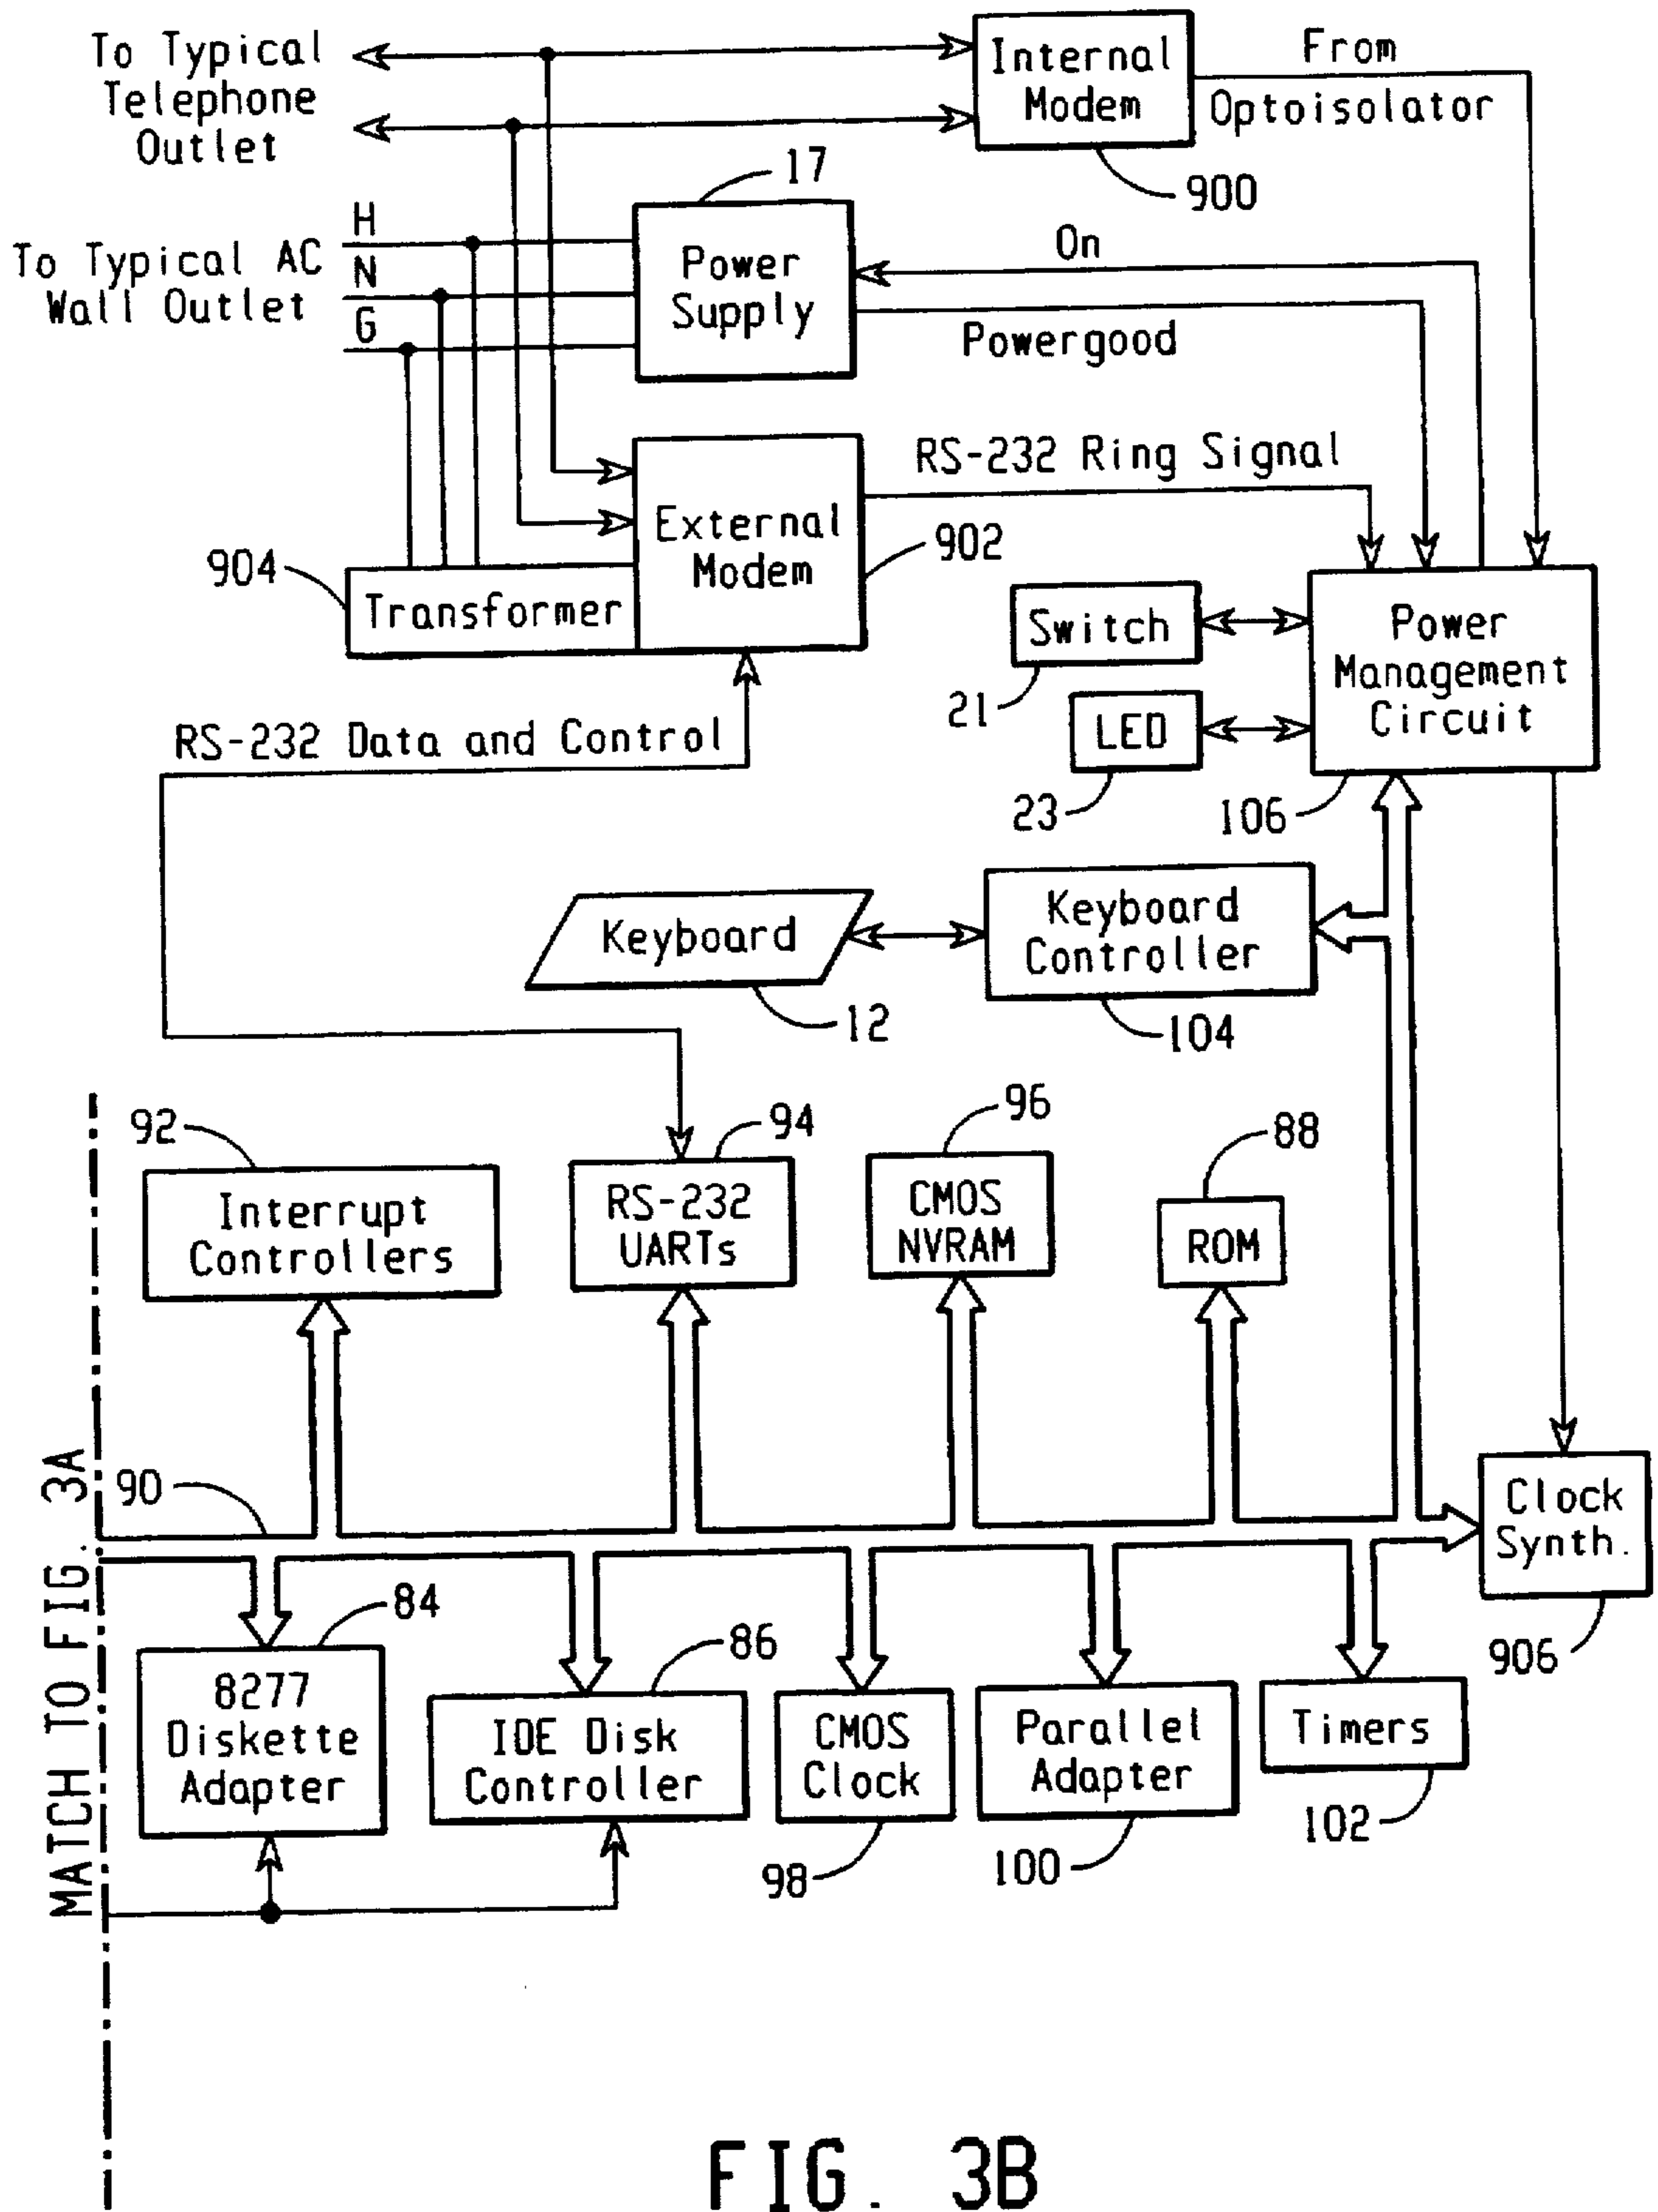 To Typical
Telephone
Outlet
Internal
Modem
From
Optoisolator
900
17
H
N
G
To Typical AC
Wall Outlet
Power
Supply
On
Powergood
RS-232 Ring Signal
External
Modem
902
904
Transformer
Switch
21
LED
23
Power
Management
Circuit
106
RS-232 Data and Control
Keyboard
12
Keyboard
Controller
104
92
Interrupt
Controllers
94
RS-232
UARTs
96
CMOS
NVRAM
88
ROM
MATCH TO FIG. 3A
90
Clock
Synth.
906
84
8277
Diskette
Adapter
86
IDE Disk
Controller
CMOS
Clock
98
Parallel
Adapter
100
Timers
102
FIG. 3B